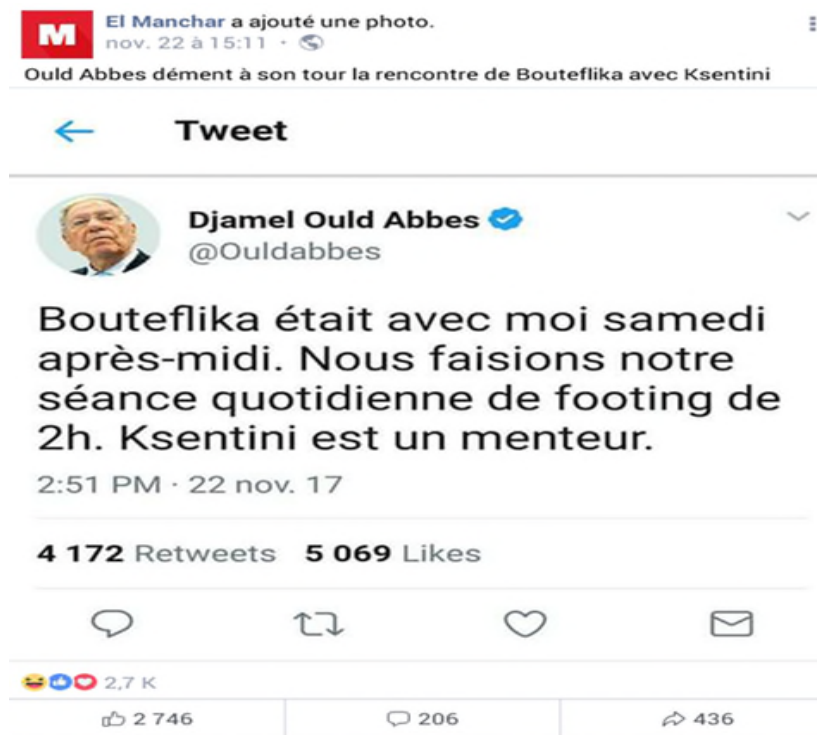 M
El Manchar a ajouté une photo.
nov. 22 à 15:11 ·
Ould Abbes dément à son tour la rencontre de Bouteflika avec Ksentini
Tweet
Djamel Ould Abbes
@Ouldabbes
Bouteflika était avec moi samedi
après-midi. Nous faisions notre
séance quotidienne de footing de
2h. Ksentini est un menteur.
2:51 PM · 22 nov. 17
4 172 Retweets 5 069 Likes
2,7 K
2 746 206 436